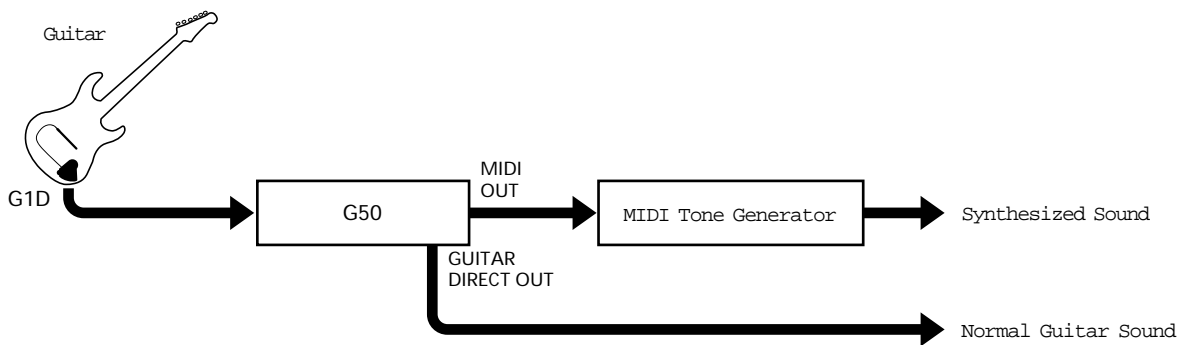 Guitar
G1D
G50
MIDI
OUT
MIDI Tone Generator
Synthesized Sound
GUITAR
DIRECT OUT
Normal Guitar Sound